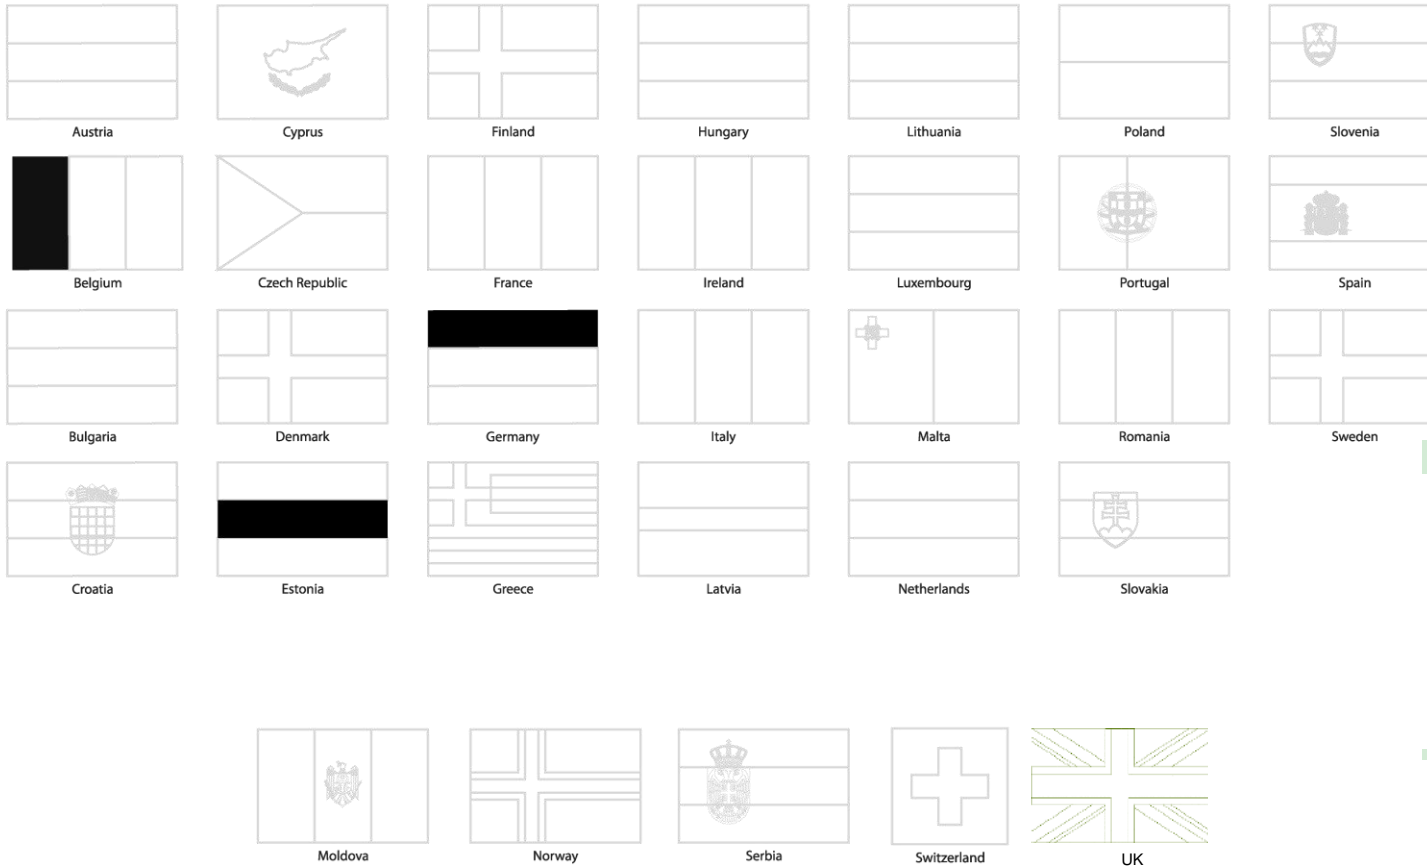 Austria
Cyprus
Finland
Hungary
Lithuania
Poland
Slovenia
Belgium
Czech Republic
France
Ireland
Luxembourg
Portugal
Spain
Bulgaria
Denmark
Germany
Italy
Malta
Romania
Sweden
Croatia
Estonia
Greece
Latvia
Netherlands
Slovakia
Moldova
Norway
Serbia
Switzerland
UK